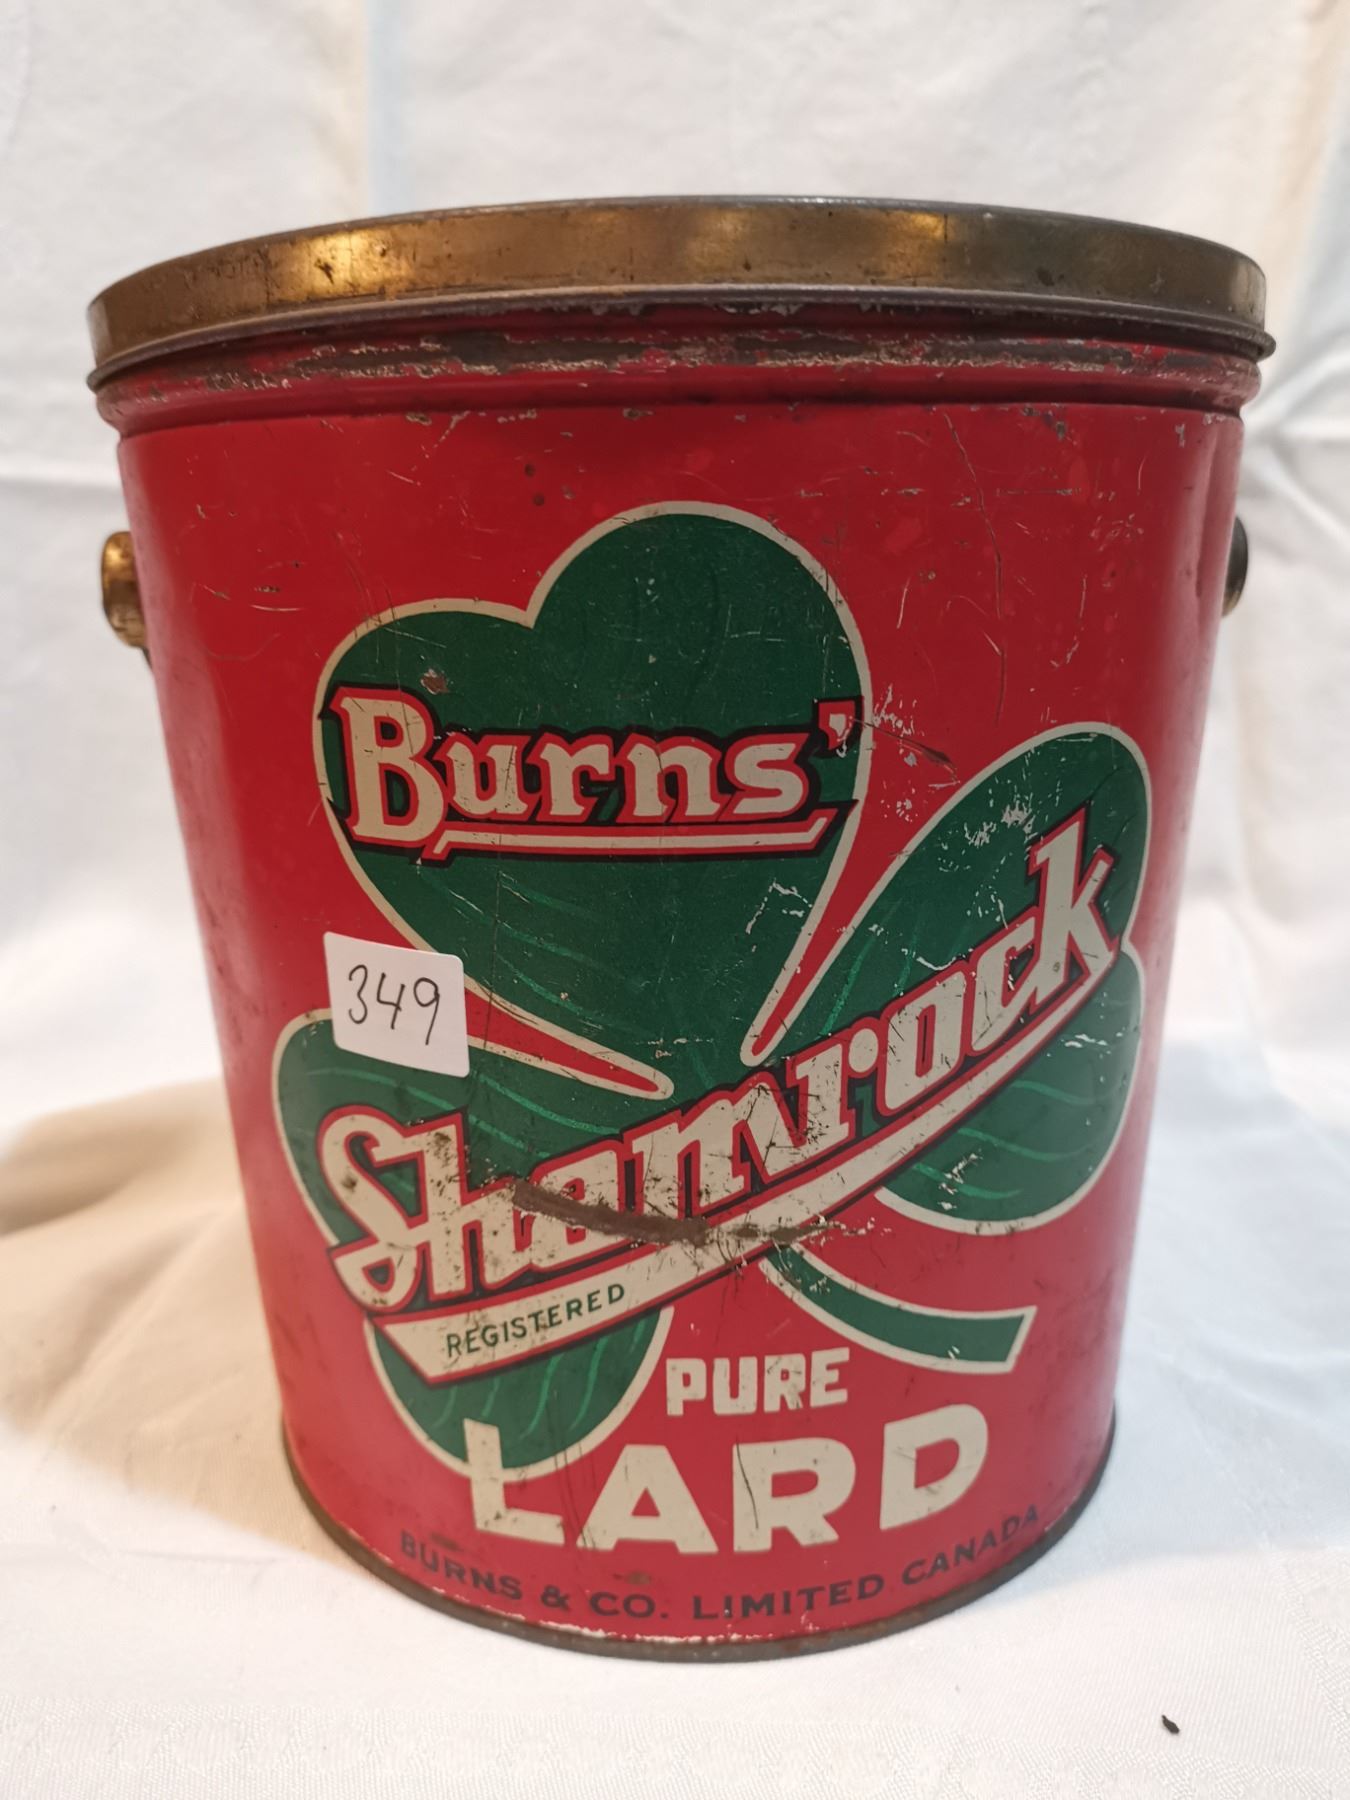 Burns'
349
Shamrock
REGISTERED
PURE
LARD
BURNS & CO. LIMITED CANADA